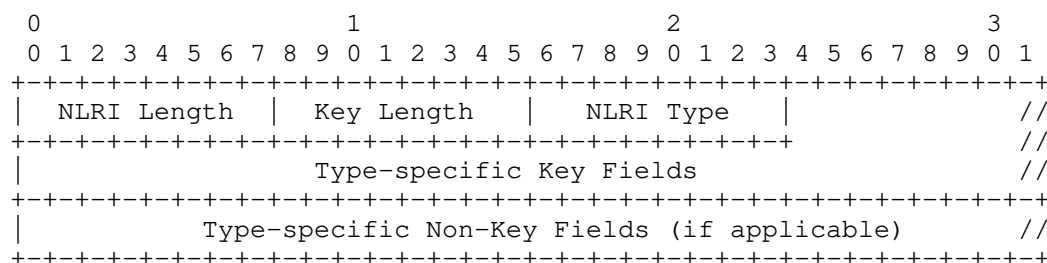 0                   1                   2                   3
 0 1 2 3 4 5 6 7 8 9 0 1 2 3 4 5 6 7 8 9 0 1 2 3 4 5 6 7 8 9 0 1
+-+-+-+-+-+-+-+-+-+-+-+-+-+-+-+-+-+-+-+-+-+-+-+-+-+-+-+-+-+-+-+-+
|  NLRI Length  |  Key Length   |   NLRI Type   |              //
+-+-+-+-+-+-+-+-+-+-+-+-+-+-+-+-+-+-+-+-+-+-+-+-+              //
|                  Type-specific Key Fields                    //
+-+-+-+-+-+-+-+-+-+-+-+-+-+-+-+-+-+-+-+-+-+-+-+-+-+-+-+-+-+-+-+-+
|           Type-specific Non-Key Fields (if applicable)       //
+-+-+-+-+-+-+-+-+-+-+-+-+-+-+-+-+-+-+-+-+-+-+-+-+-+-+-+-+-+-+-+-+